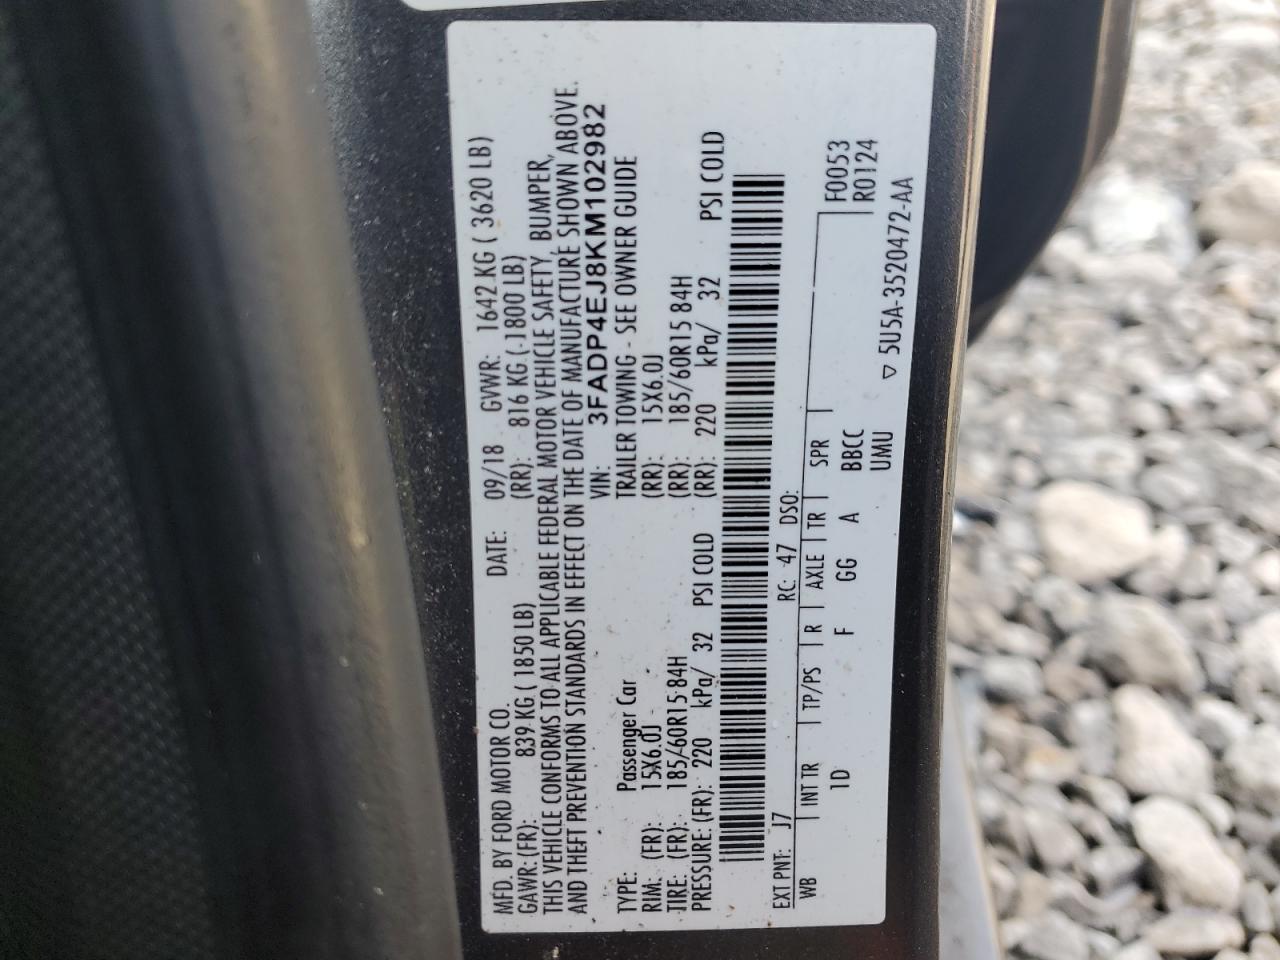 MFD. BY FORD MOTOR CO. DATE: 09/18 GVWR: 1642 KG ( 3620 LB)
GAWR: (FR): 839 KG ( 1850 LB) (RR): 816 KG (-1800 LB)
THIS VEHICLE CONFORMS TO ALL APPLICABLE FEDERAL MOTOR VEHICLE SAFETY, BUMPER,
AND THEFT PREVENTION STANDARDS IN EFFECT ON THE DATE OF MANUFACTURE SHOWN ABOVE.
VIN: 3FADP4EJ8KM102982
TYPE: Passenger Car TRAILER TOWING - SEE OWNER GUIDE
RIM: (FR): 15X6.0J (RR): 15X6.0J
TIRE: (FR): 185/60R15 84H (RR): 185/60R15 84H
PRESSURE: (FR): 220 kPa/ 32 PSI COLD (RR): 220 kPa/ 32 PSI COLD
EXT PNT: J7 RC: 47 DSO:
WB INT TR TP/PS R AXLE TR SPR F0053
1D F GG A BBCC R0124
UMU
▽ 5U5A-3520472-AA